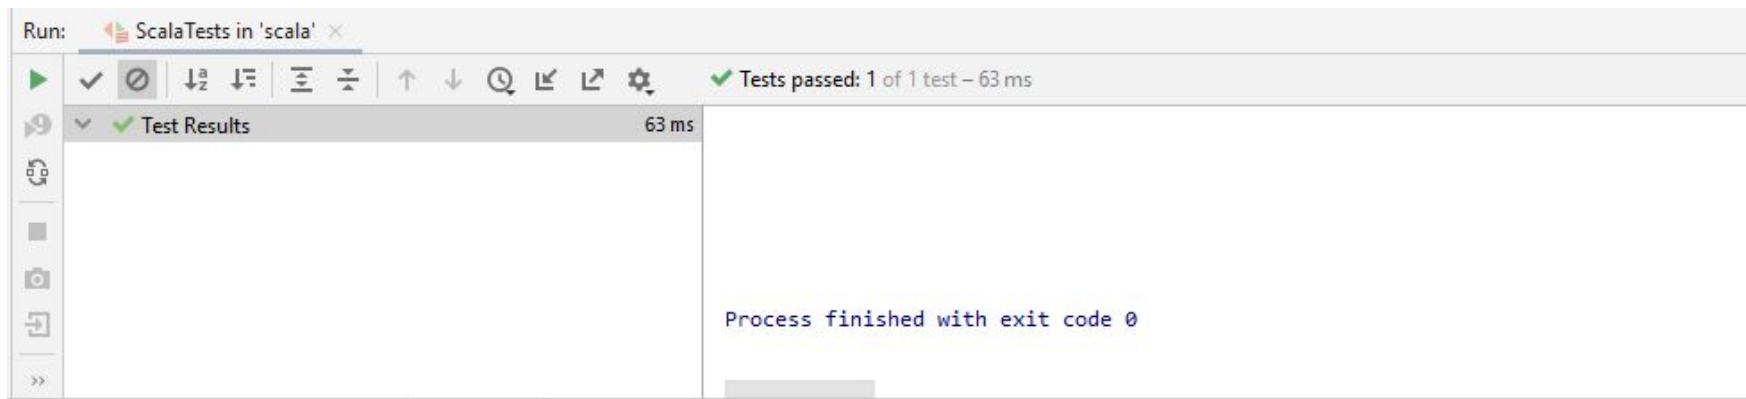 Run: ScalaTests in 'scala'
Tests passed: 1 of 1 test – 63 ms
Test Results 63 ms
Process finished with exit code 0